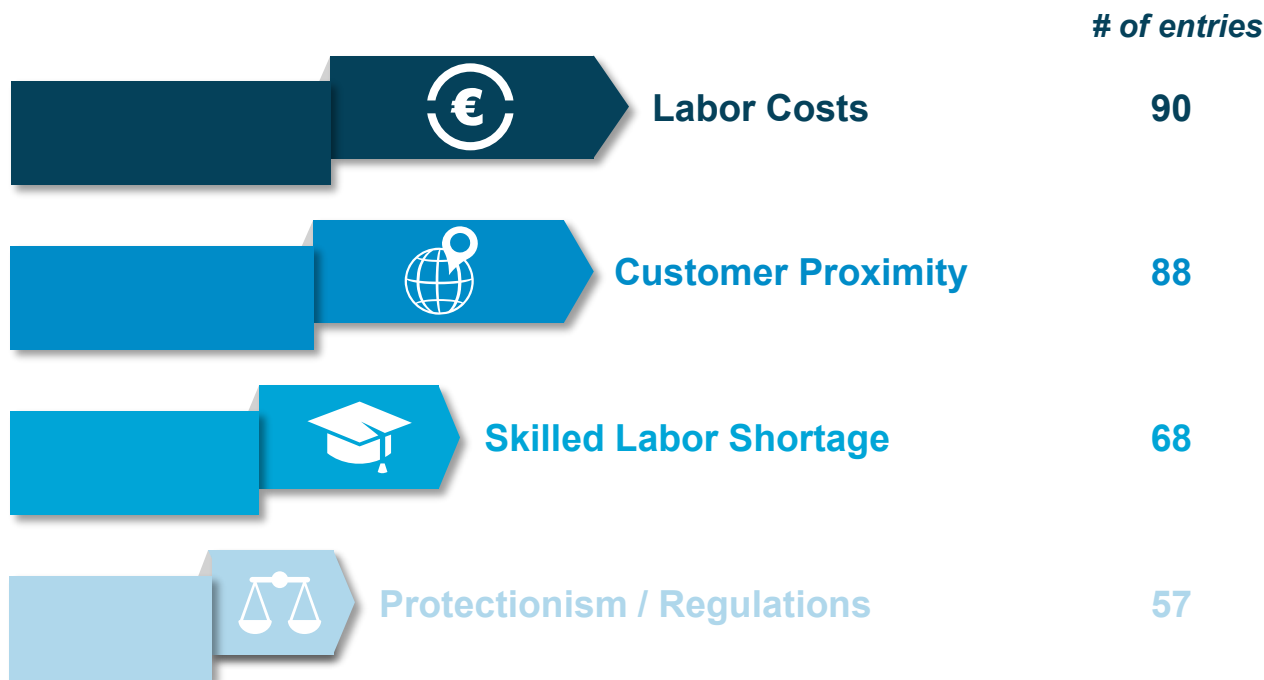 # of entries
€
Labor Costs 90
Customer Proximity 88
Skilled Labor Shortage 68
Protectionism / Regulations 57